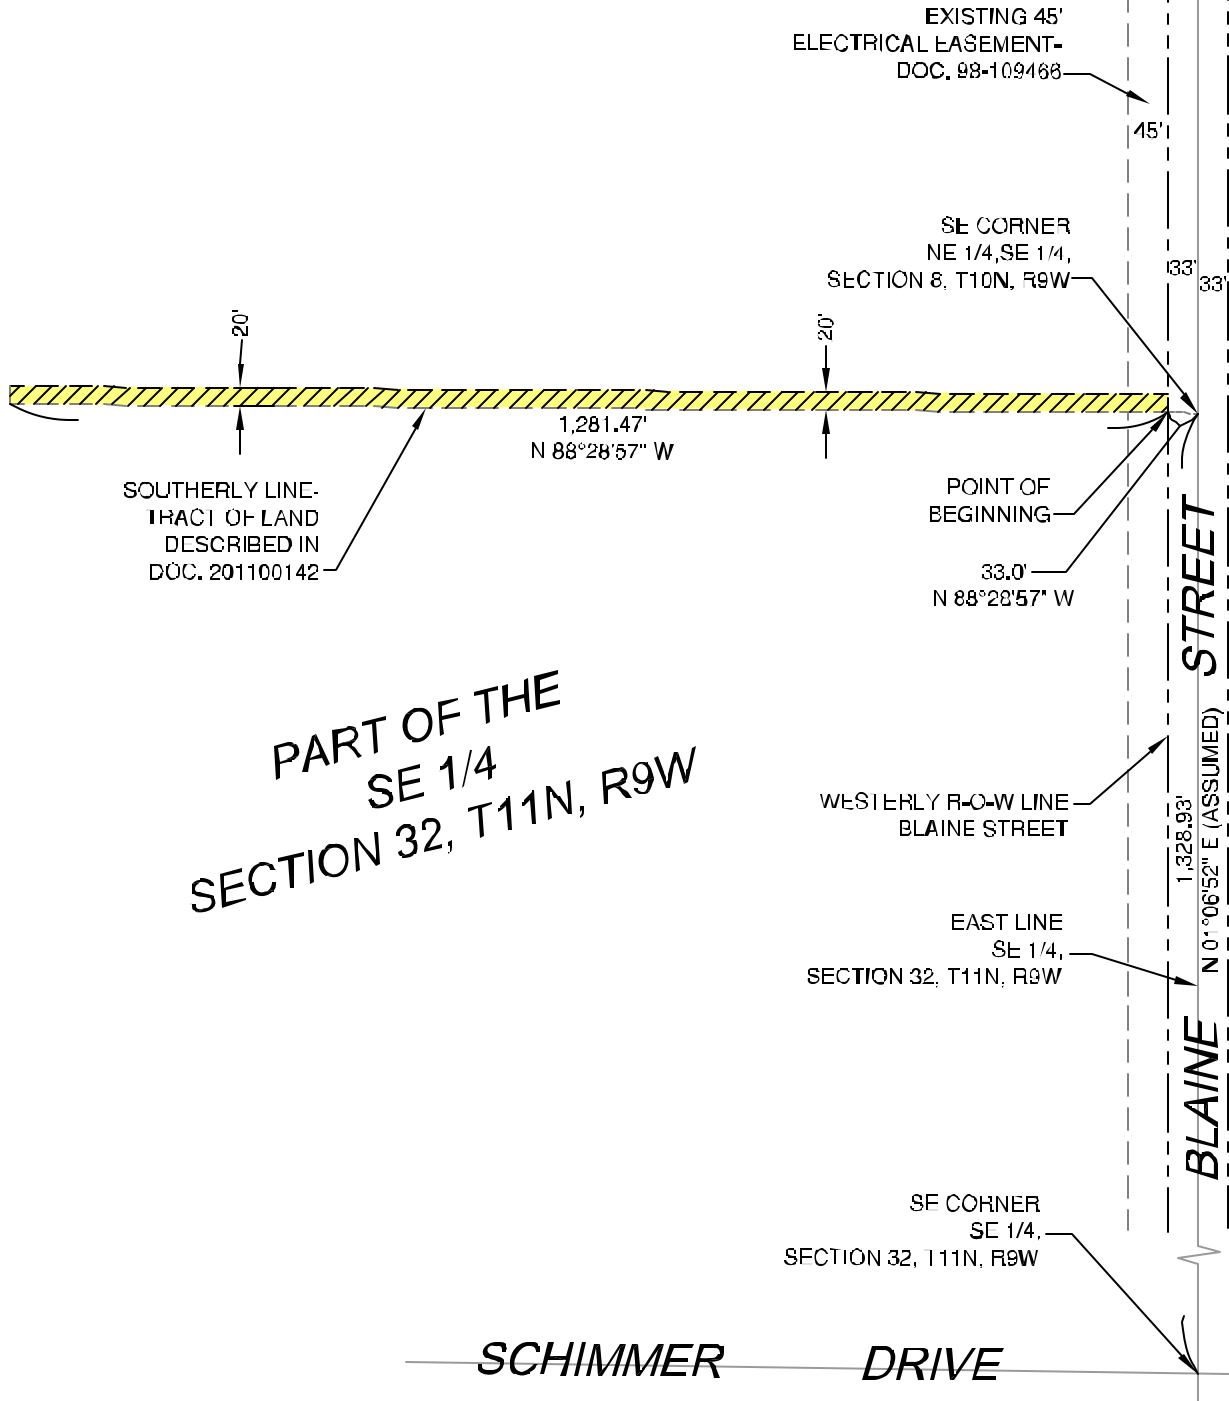 EXISTING 45'
ELECTRICAL EASEMENT-
DOC. 98-109466
45'
SE CORNER
NE 1/4,SE 1/4,
SECTION 8, T10N, R9W
33'
33'
20'
20'
1,281.47'
N 88°28'57" W
SOUTHERLY LINE-
TRACT OF LAND
DESCRIBED IN
DOC. 201100142
POINT OF
BEGINNING
33.0'
N 88°28'57" W
PART OF THE
SE 1/4
SECTION 32, T11N, R9W
WESTERLY R-O-W LINE
BLAINE STREET
1,328.93'
N 01°06'52" E (ASSUMED)
EAST LINE
SE 1/4,
SECTION 32, T11N, R9W
BLAINE STREET
SE CORNER
SE 1/4,
SECTION 32, T11N, R9W
SCHIMMER DRIVE